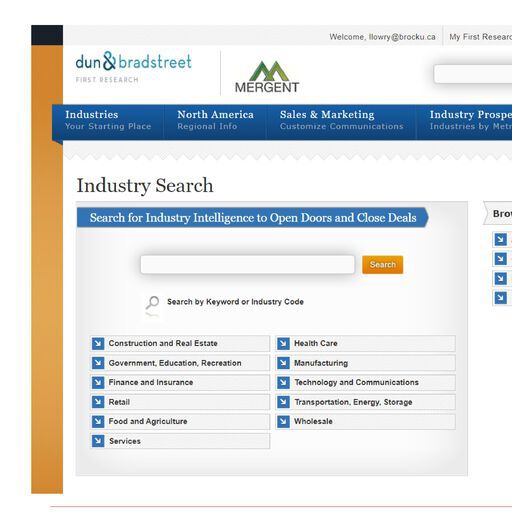 Welcome, llowry@brocku.ca My First Researc
dun&bradstreet
FIRST RESEARCH
MERGENT
Industries North America Sales & Marketing Industry Prospe
Your Starting Place Regional Info Customize Communications Industries by Metr
Industry Search
Search for Industry Intelligence to Open Doors and Close Deals
Bro
Search
Search by Keyword or Industry Code
Construction and Real Estate Health Care
Government, Education, Recreation Manufacturing
Finance and Insurance Technology and Communications
Retail Transportation, Energy, Storage
Food and Agriculture Wholesale
Services